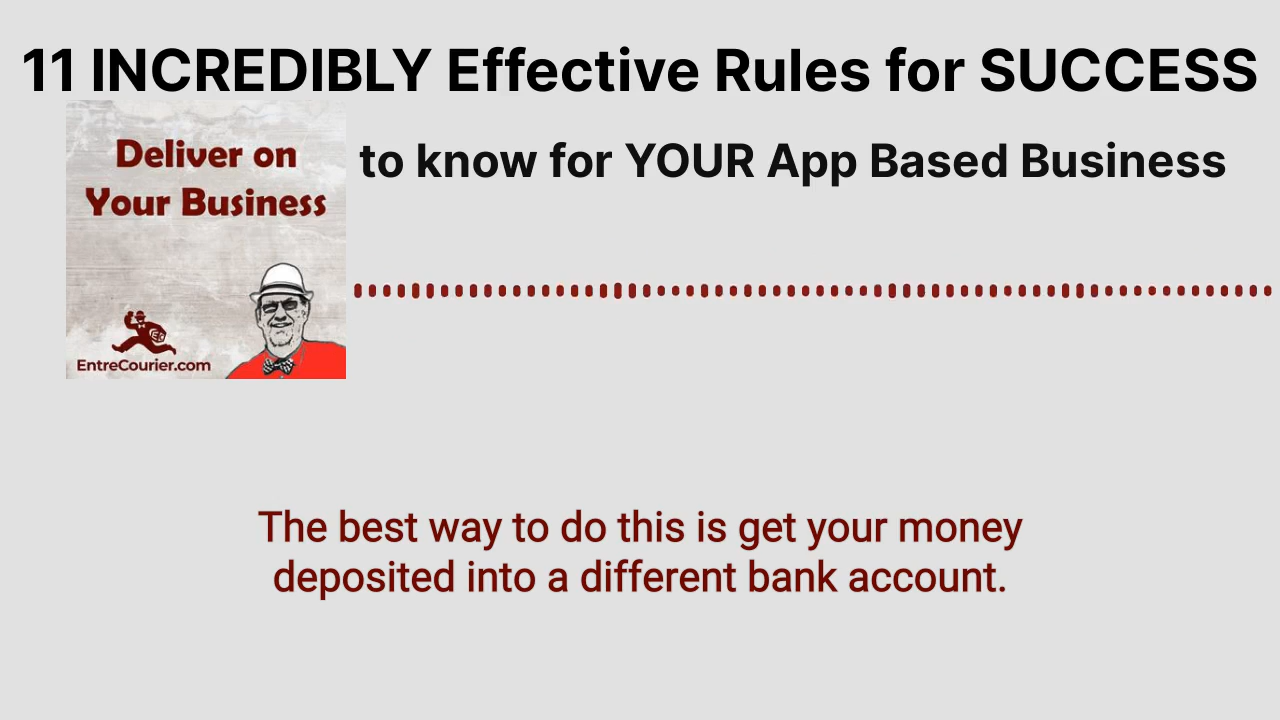 11 INCREDIBLY Effective Rules for SUCCESS
to know for YOUR App Based Business
Deliver on
Your Business
EntreCourier.com
The best way to do this is get your money
deposited into a different bank account.